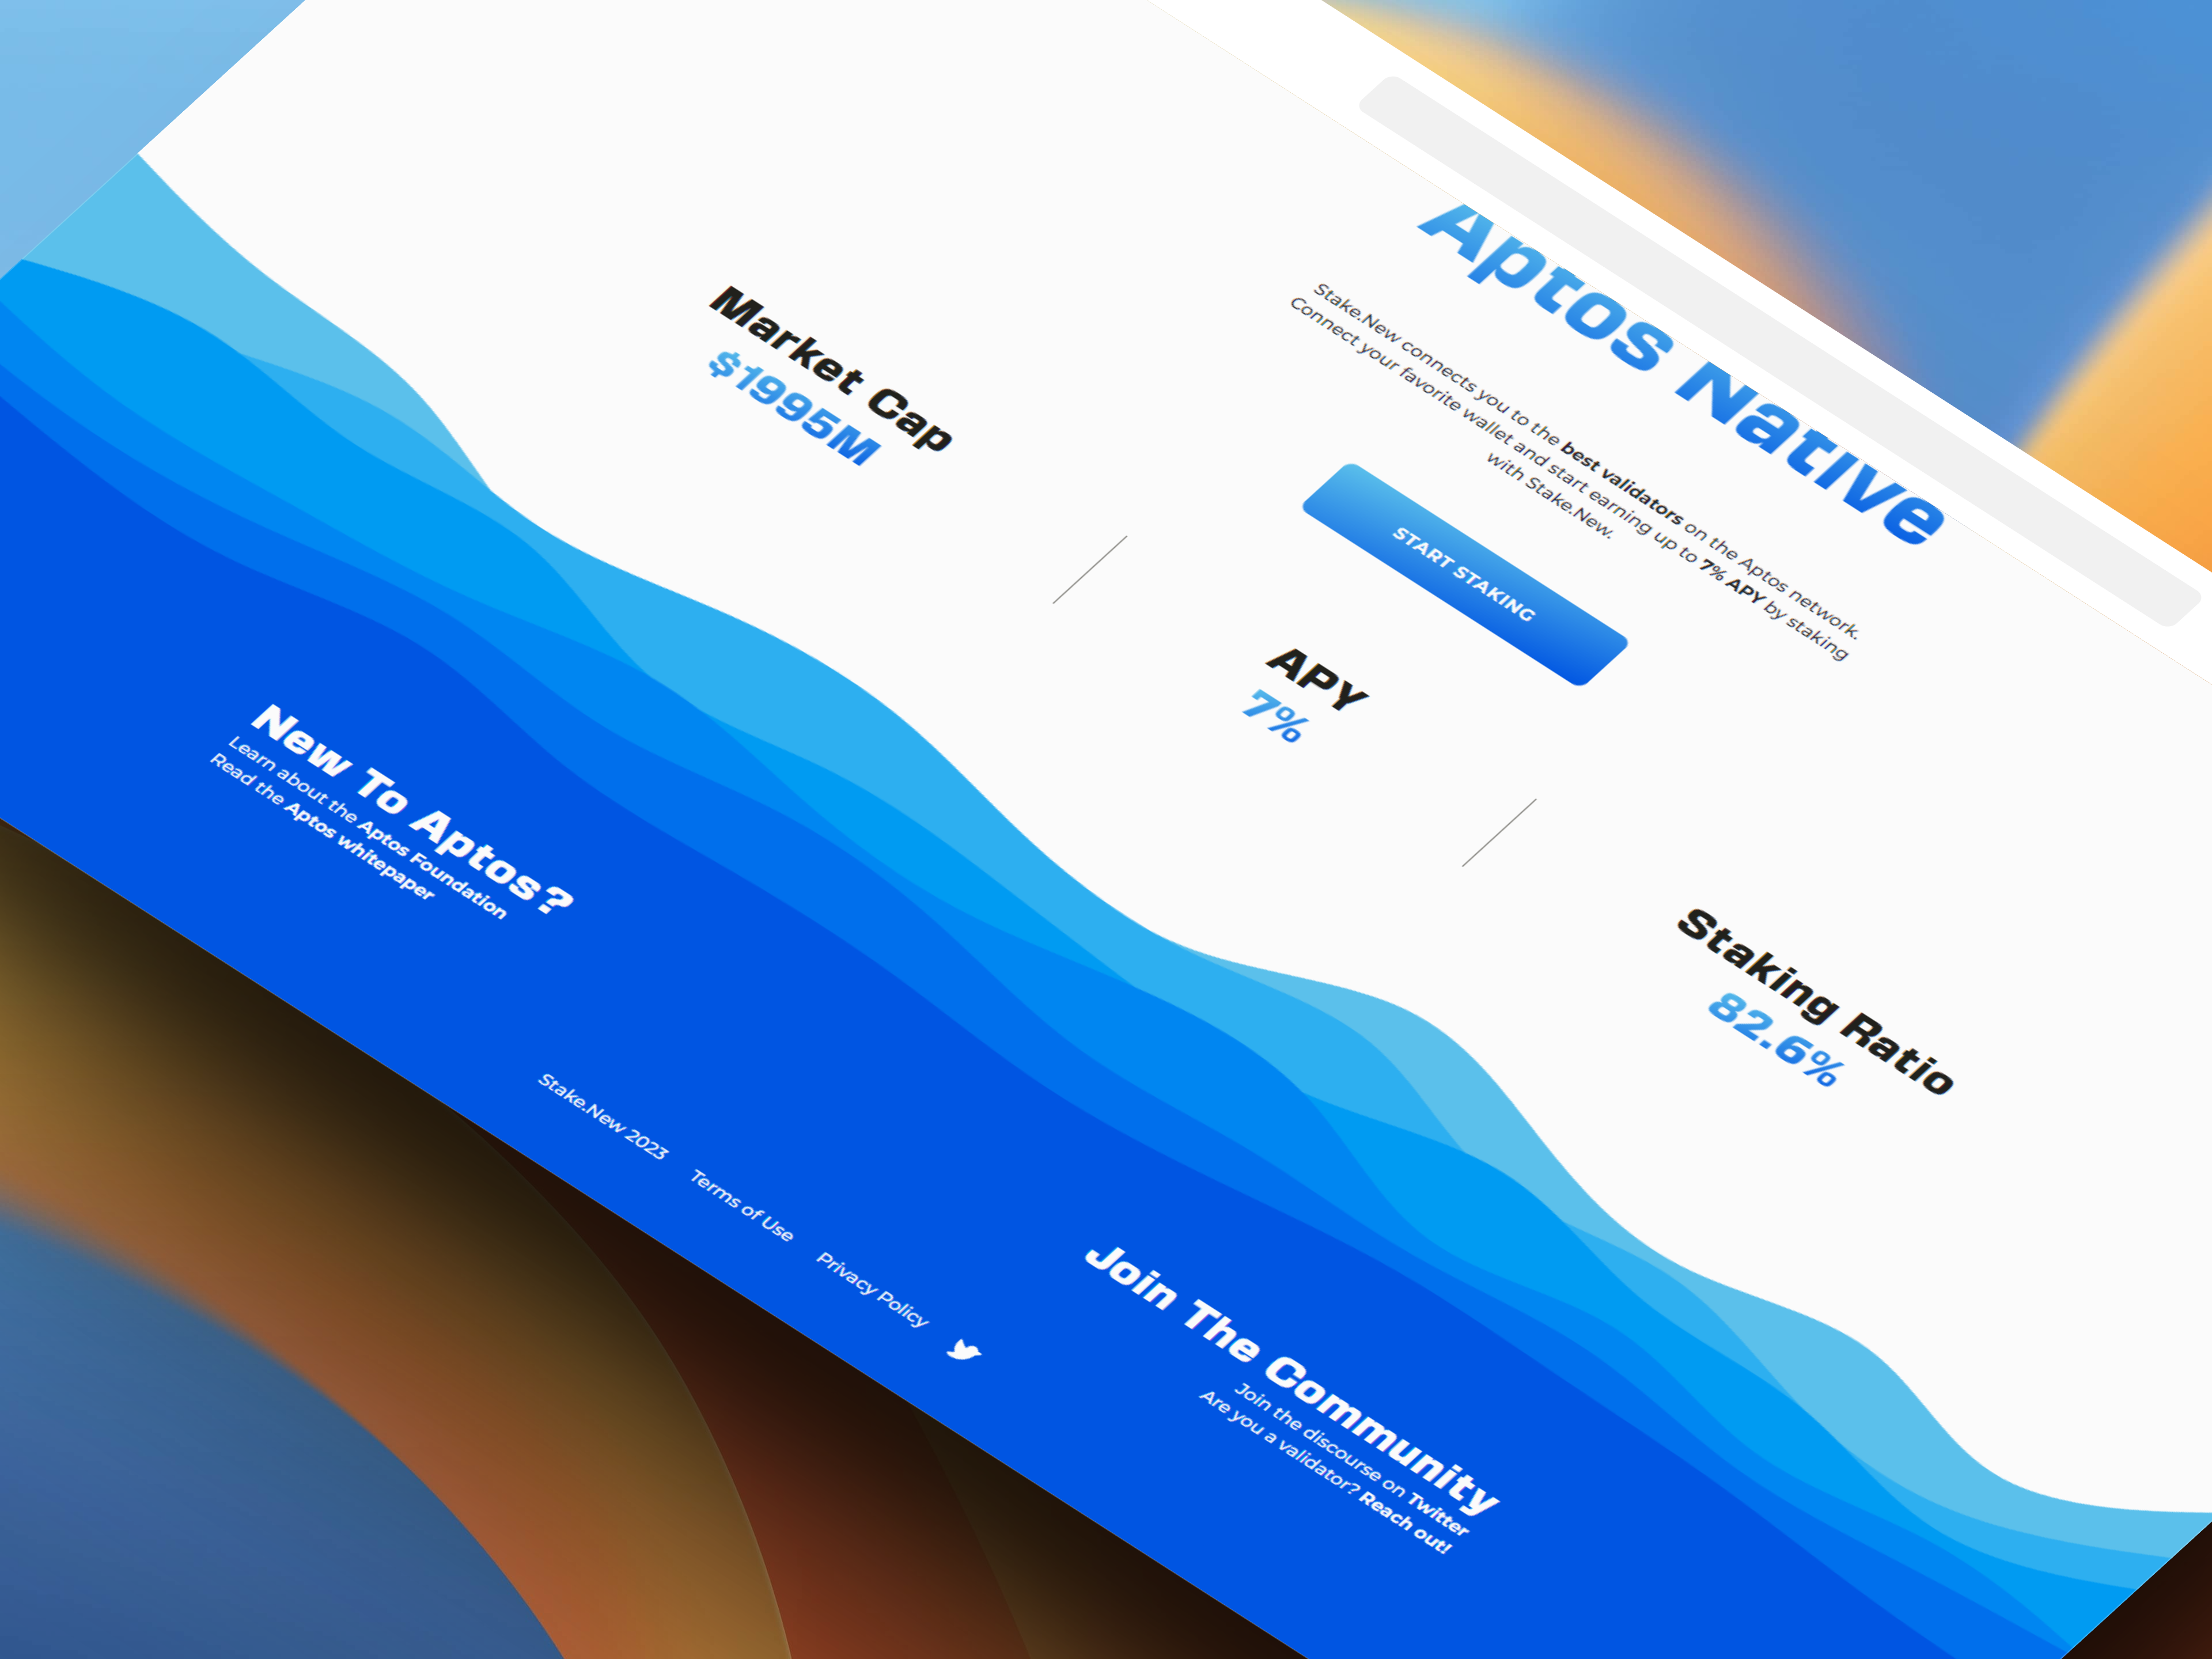 Aptos Native
Stake.New connects you to the best validators on the Aptos network.
Connect your favorite wallet and start earning up to 7% APY by staking
with Stake.New.
START STAKING
Market Cap
$1995M
APY
7%
Staking Ratio
82.6%
New To Aptos?
Learn about the Aptos Foundation
Read the Aptos whitepaper
Join The Community
Join the discourse on Twitter
Are you a validator? Reach out!
Stake.New 2023
Terms of Use
Privacy Policy